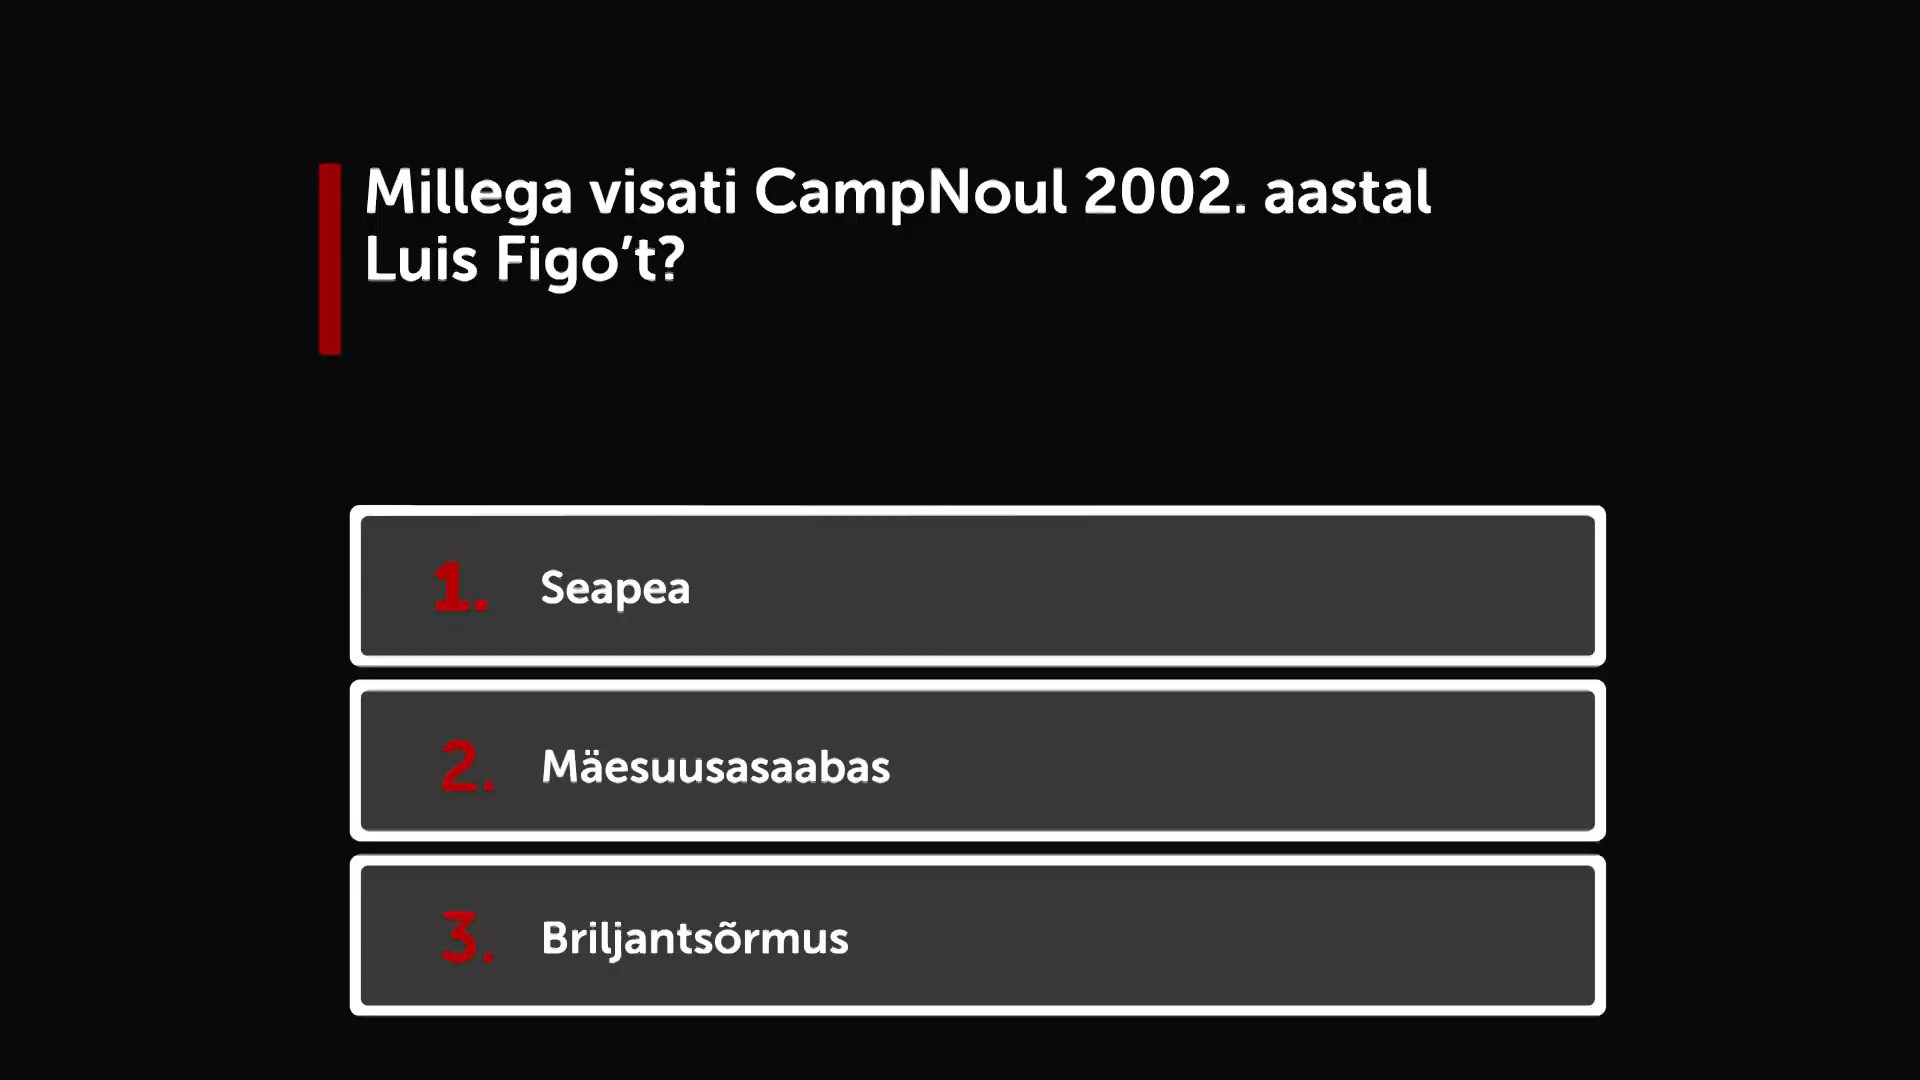 Millega visati CampNoul 2002. aastal
Luis Figo’t?
1. Seapea
2. Mäesuusasaabas
3. Briljantsõrmus